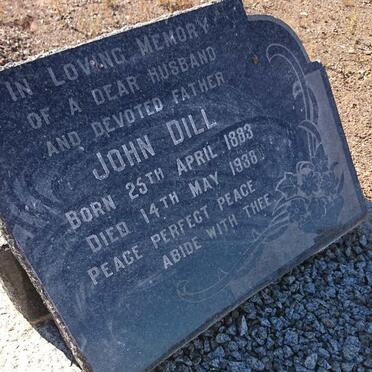 IN LOVING MEMORY
OF A DEAR HUSBAND
AND DEVOTED FATHER
JOHN DILL
BORN 25TH APRIL 1883
DIED 14TH MAY 1938
PEACE PERFECT PEACE
ABIDE WITH THEE